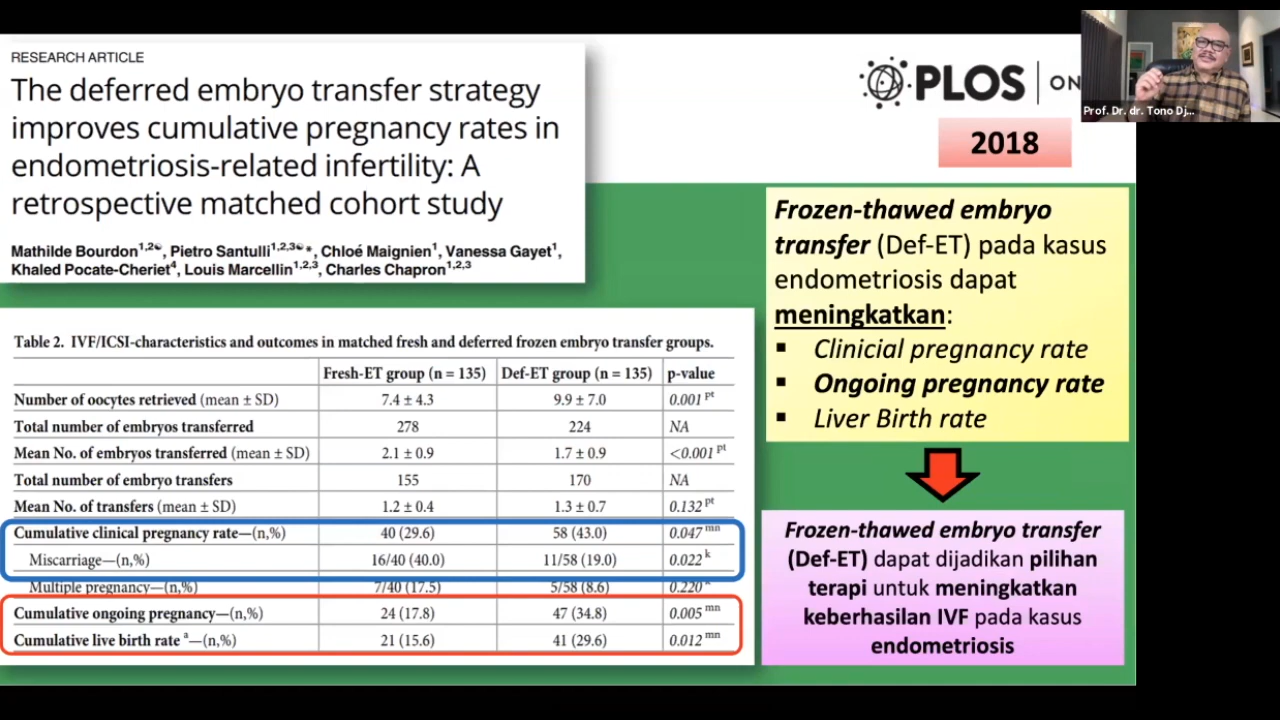 RESEARCH ARTICLE
The deferred embryo transfer strategy
improves cumulative pregnancy rates in
endometriosis-related infertility: A
retrospective matched cohort study
Mathilde Bourdon1,2☯, Pietro Santulli1,2,3☯*, Chloé Maignien1, Vanessa Gayet1,
Khaled Pocate-Cheriet4, Louis Marcellin1,2,3, Charles Chapron1,2,3
PLOS | ON
2018
Prof. Dr. dr. Tono Dj...
Frozen-thawed embryo
transfer (Def-ET) pada kasus
endometriosis dapat
meningkatkan:
▪ Clinicial pregnancy rate
▪ Ongoing pregnancy rate
▪ Liver Birth rate
Frozen-thawed embryo transfer
(Def-ET) dapat dijadikan pilihan
terapi untuk meningkatkan
keberhasilan IVF pada kasus
endometriosis
Table 2. IVF/ICSI-characteristics and outcomes in matched fresh and deferred frozen embryo transfer groups.
Fresh-ET group (n = 135) Def-ET group (n = 135) p-value
Number of oocytes retrieved (mean ± SD) 7.4 ± 4.3 9.9 ± 7.0 0.001 pt
Total number of embryos transferred 278 224 NA
Mean No. of embryos transferred (mean ± SD) 2.1 ± 0.9 1.7 ± 0.9 <0.001 pt
Total number of embryo transfers 155 170 NA
Mean No. of transfers (mean ± SD) 1.2 ± 0.4 1.3 ± 0.7 0.132 pt
Cumulative clinical pregnancy rate—(n,%) 40 (29.6) 58 (43.0) 0.047 mn
Miscarriage—(n,%) 16/40 (40.0) 11/58 (19.0) 0.022 k
Multiple pregnancy—(n,%) 7/40 (17.5) 5/58 (8.6) 0.220
Cumulative ongoing pregnancy—(n,%) 24 (17.8) 47 (34.8) 0.005 mn
Cumulative live birth rate a—(n,%) 21 (15.6) 41 (29.6) 0.012 mn